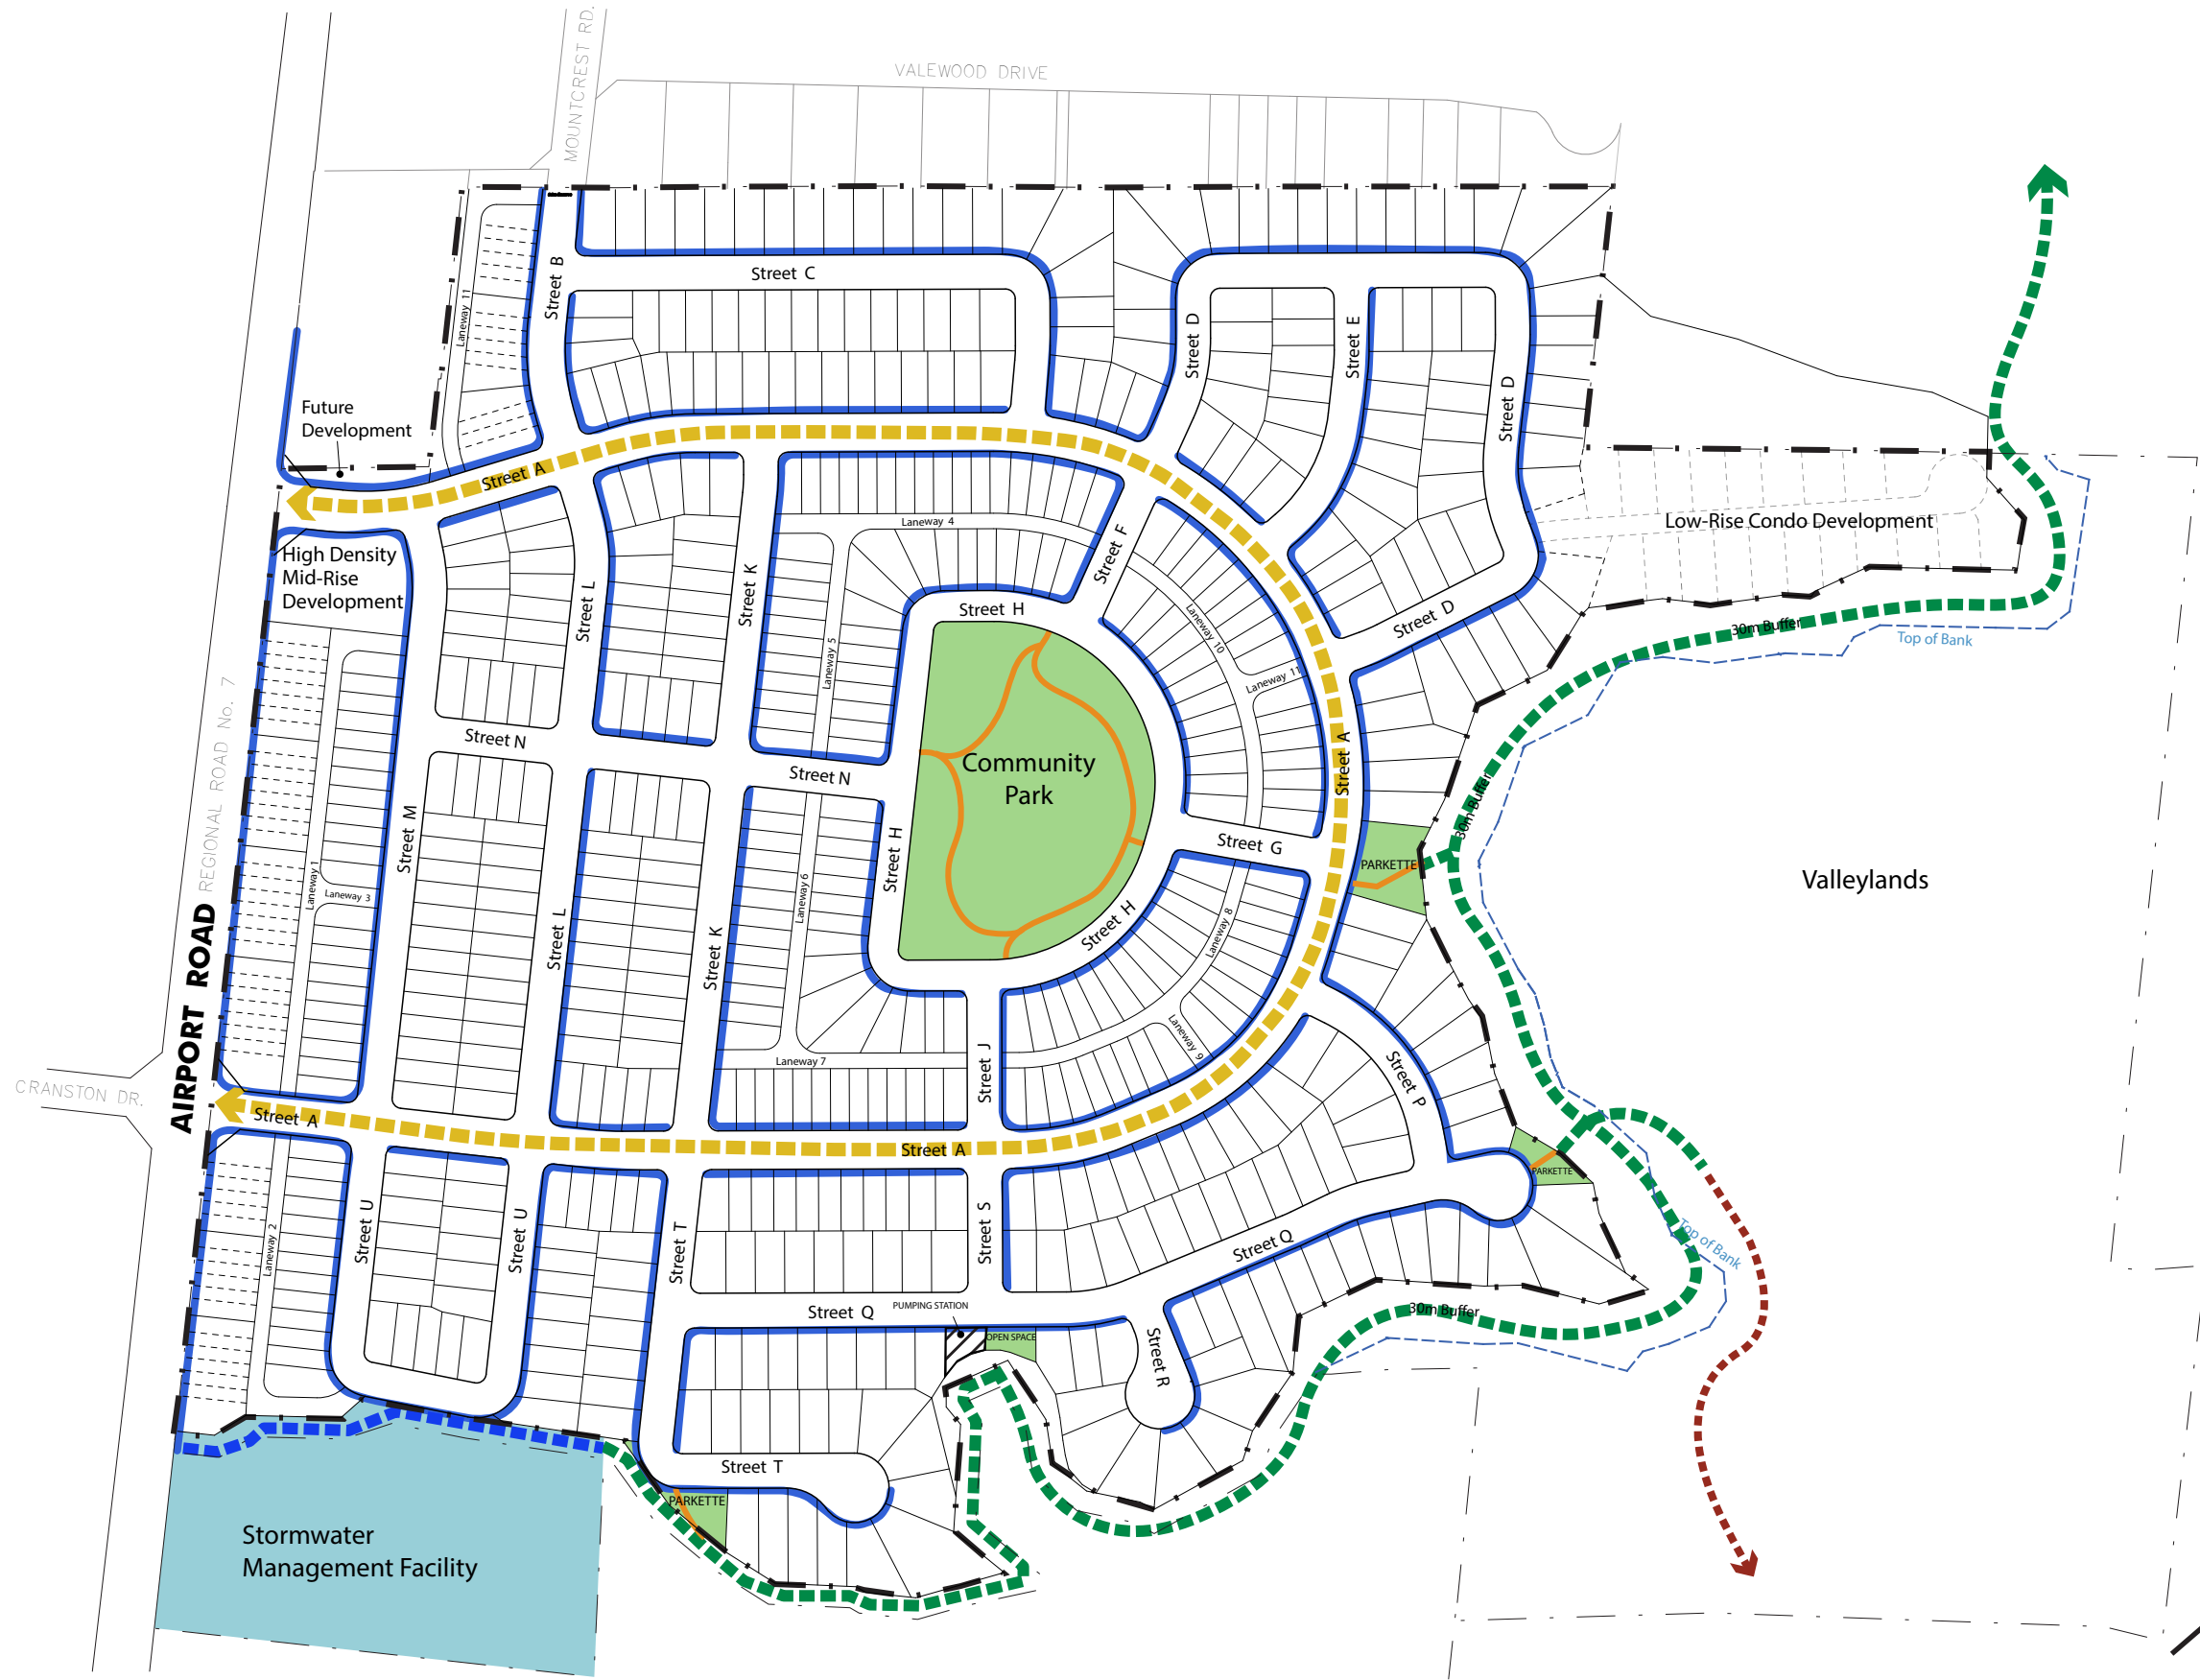 MOUNTCREST RD.
VALEWOOD DRIVE
Street B
Street C
Laneway 11
Street D
Street E
Street D
Future
Development
Street A
High Density
Mid-Rise
Development
Laneway 4
Low-Rise Condo Development
Street F
Street L
Street K
Street H
Laneway 5
Laneway 10
Street D
30m Buffer
Top of Bank
Laneway 11
REGIONAL ROAD No. 7
Street N
Street N
Community
Park
Street A
30m Buffer
Street M
Street H
Street G
PARKETTE
Valleylands
Laneway 1
Laneway 3
Laneway 6
Street L
Street K
Street H
Laneway 8
AIRPORT ROAD
Laneway 9
Laneway 7
Street J
Street P
CRANSTON DR.
Street A
Street A
PARKETTE
Laneway 2
Street U
Street U
Street T
Street S
Street Q
Top of Bank
PUMPING STATION
Street Q
30m Buffer
OPEN SPACE
Street R
Street T
PARKETTE
Stormwater
Management Facility